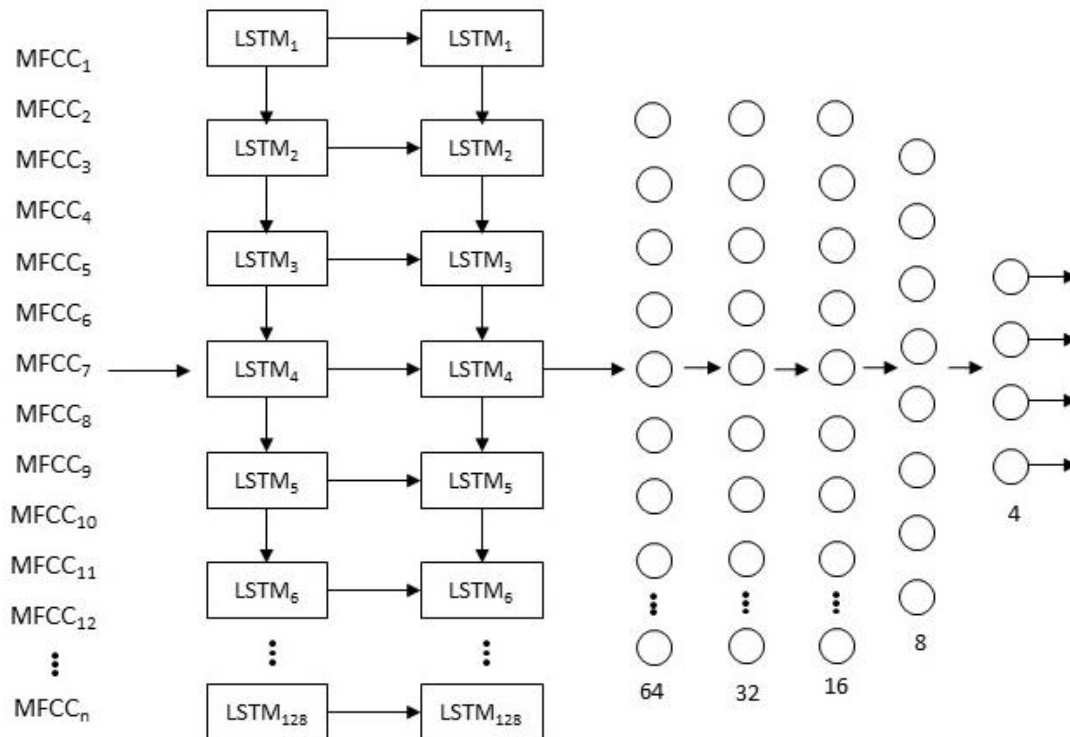 MFCC₁
MFCC₂
MFCC₃
MFCC₄
MFCC₅
MFCC₆
MFCC₇
MFCC₈
MFCC₉
MFCC₁₀
MFCC₁₁
MFCC₁₂
MFCCₙ
LSTM₁ LSTM₁
LSTM₂ LSTM₂
LSTM₃ LSTM₃
LSTM₄ LSTM₄
LSTM₅ LSTM₅
LSTM₆ LSTM₆
LSTM₁₂₈ LSTM₁₂₈
64 32 16 8 4